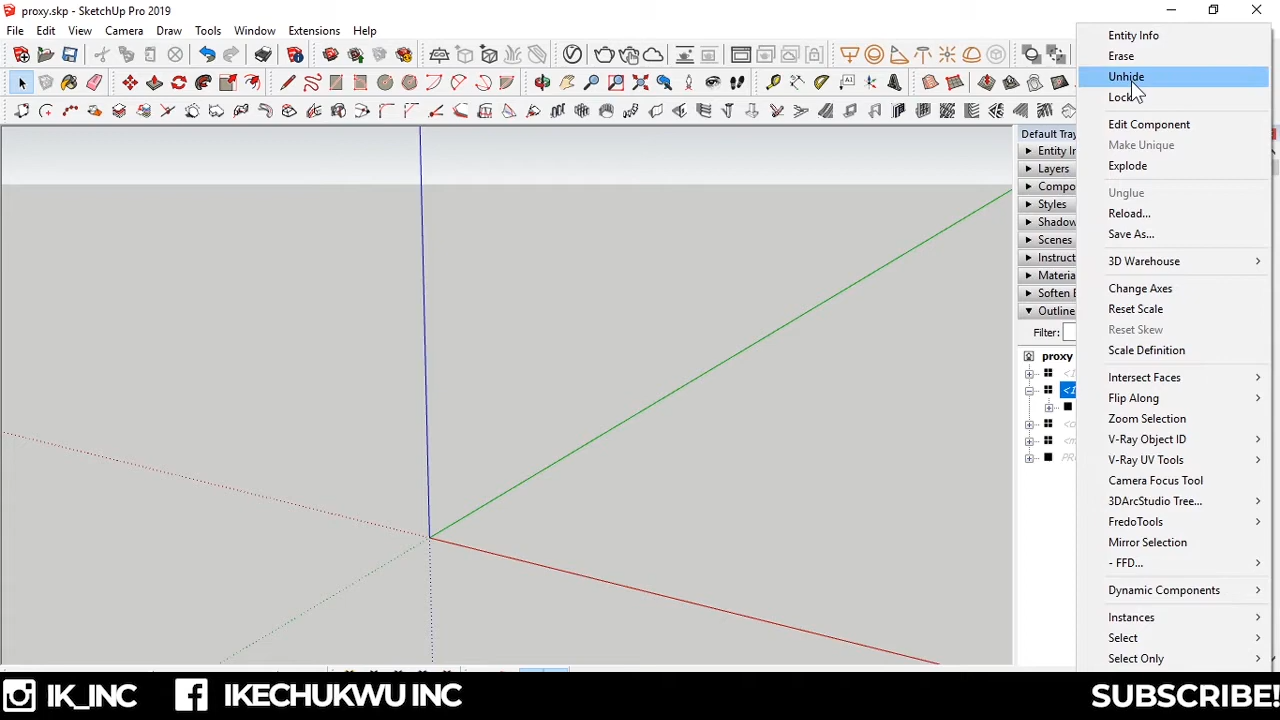 proxy.skp - SketchUp Pro 2019
File Edit View Camera Draw Tools Window Extensions Help
Default Tray
Entity In
Layers
Compo
Styles
Shadow
Scenes
Instruct
Materia
Soften E
Outline
Filter:
proxy
Entity Info
Erase
Unhide
Lock
Edit Component
Make Unique
Explode
Unglue
Reload...
Save As...
3D Warehouse
Change Axes
Reset Scale
Reset Skew
Scale Definition
Intersect Faces
Flip Along
Zoom Selection
V-Ray Object ID
V-Ray UV Tools
Camera Focus Tool
3DArcStudio Tree...
FredoTools
Mirror Selection
- FFD...
Dynamic Components
Instances
Select
Select Only
IK_INC IKECHUKWU INC SUBSCRIBE!